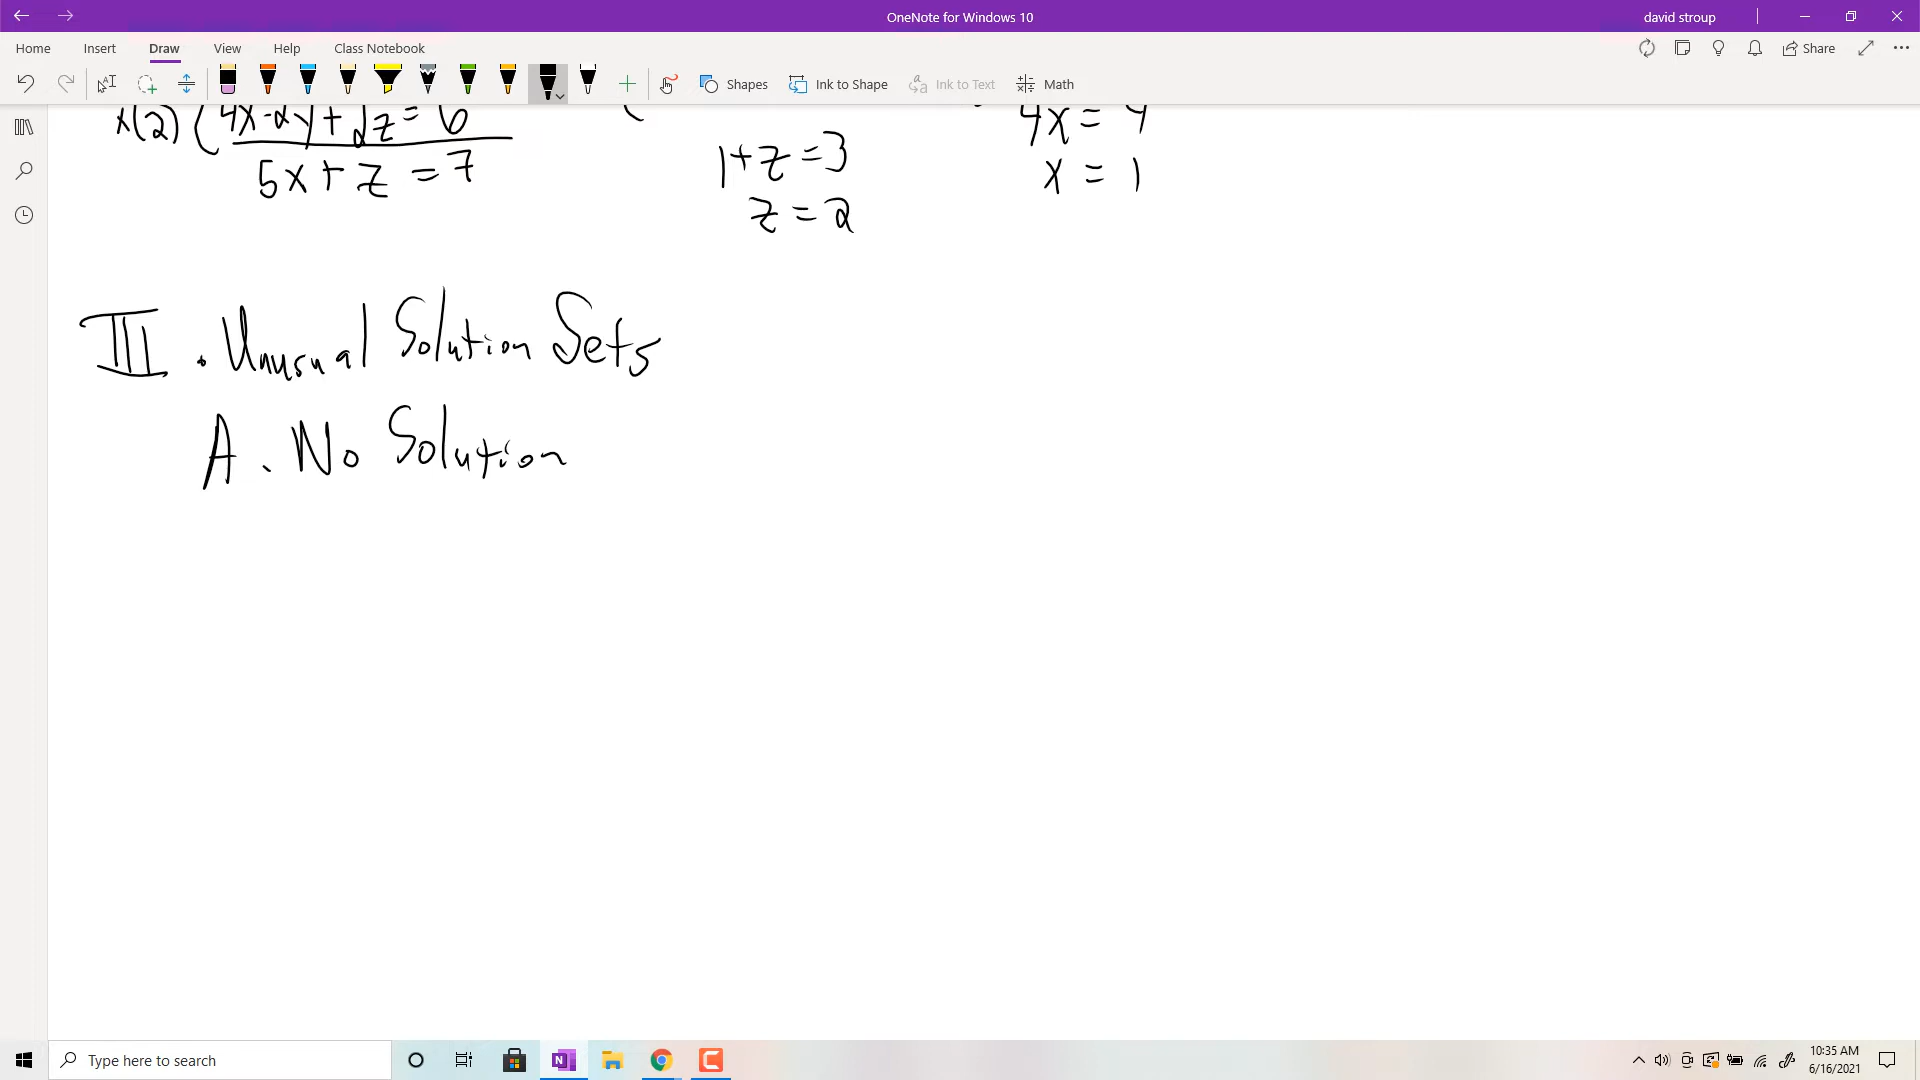 OneNote for Windows 10
david stroup
Home Insert Draw View Help Class Notebook
Share
Shapes Ink to Shape Ink to Text Math
x(2) (4x-2y+2z=6
5x+z=7
1+z=3
z=2
4x=4
x=1
III. Unusual Solution Sets
A. No Solution
Type here to search
10:35 AM
6/16/2021